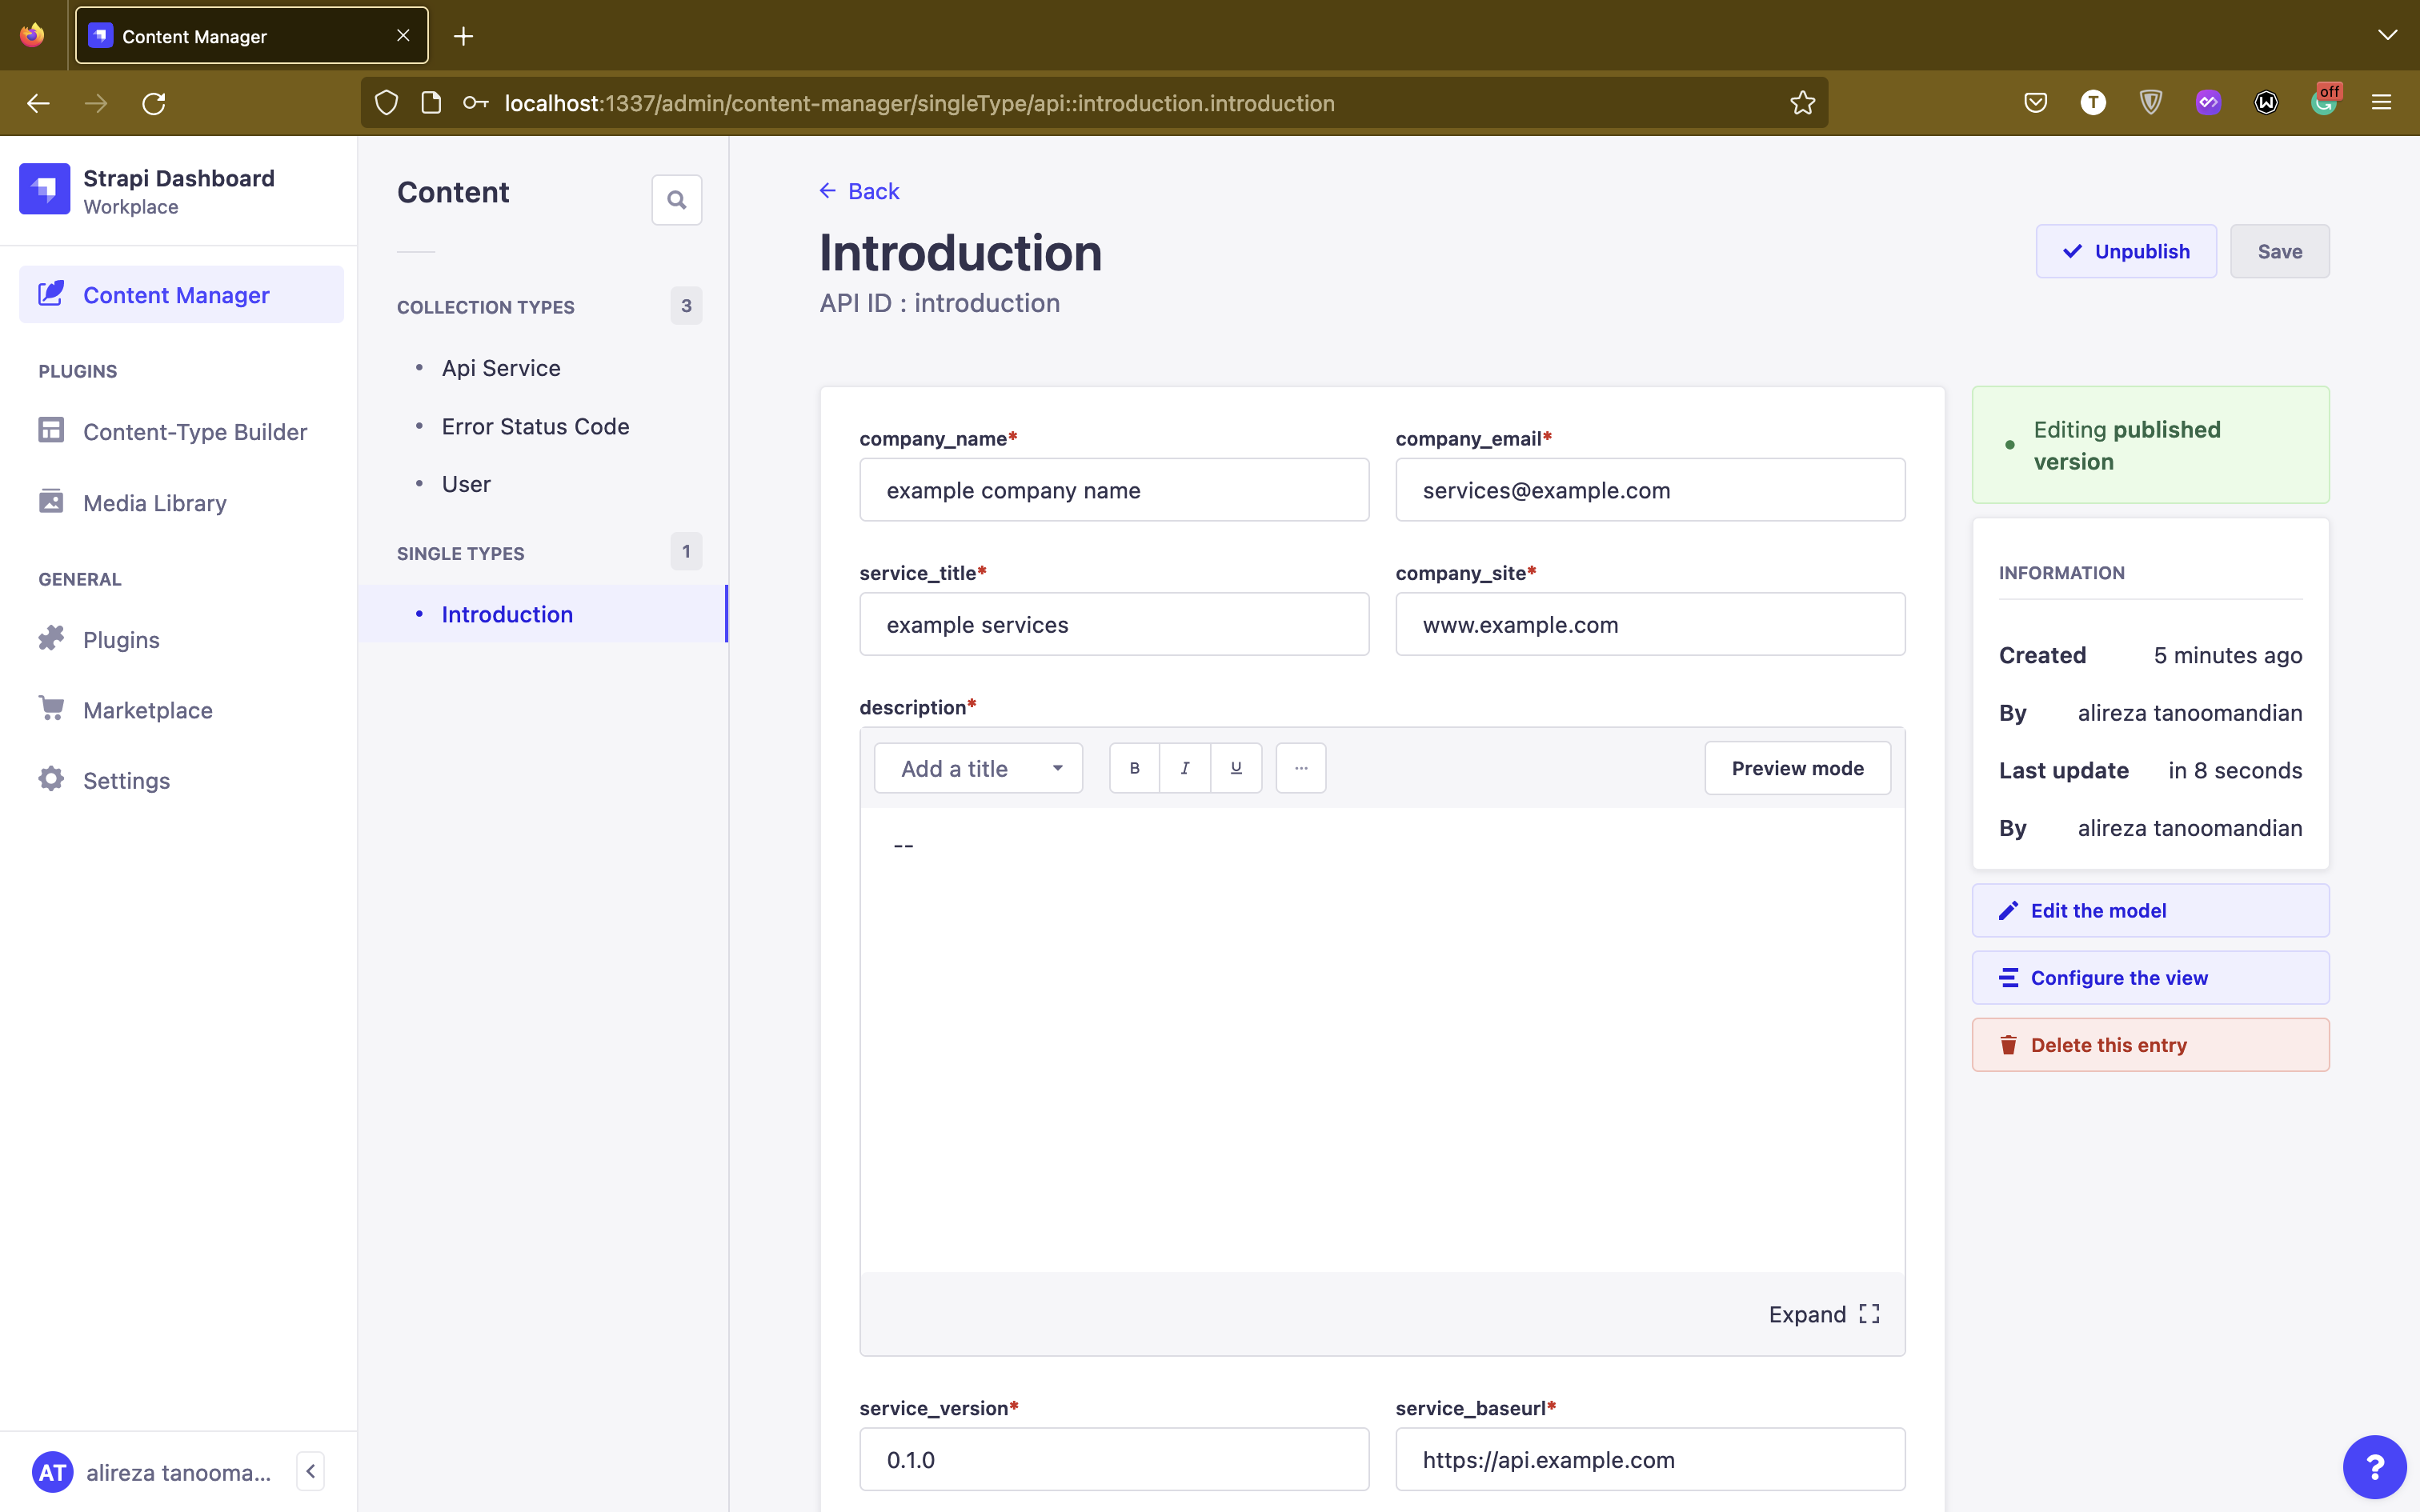 Content Manager
localhost:1337/admin/content-manager/singleType/api::introduction.introduction
T
off
Strapi Dashboard
Workplace
Content Manager
PLUGINS
Content-Type Builder
Media Library
GENERAL
Plugins
Marketplace
Settings
AT
alireza tanooma...
Content
COLLECTION TYPES
3
Api Service
Error Status Code
User
SINGLE TYPES
1
Introduction
Back
Introduction
API ID : introduction
Unpublish
Save
company_name*
example company name
company_email*
services@example.com
service_title*
example services
company_site*
www.example.com
description*
Add a title
B
I
U
...
Preview mode
--
Expand
service_version*
0.1.0
service_baseurl*
https://api.example.com
Editing published
version
INFORMATION
Created
5 minutes ago
By
alireza tanoomandian
Last update
in 8 seconds
By
alireza tanoomandian
Edit the model
Configure the view
Delete this entry
?